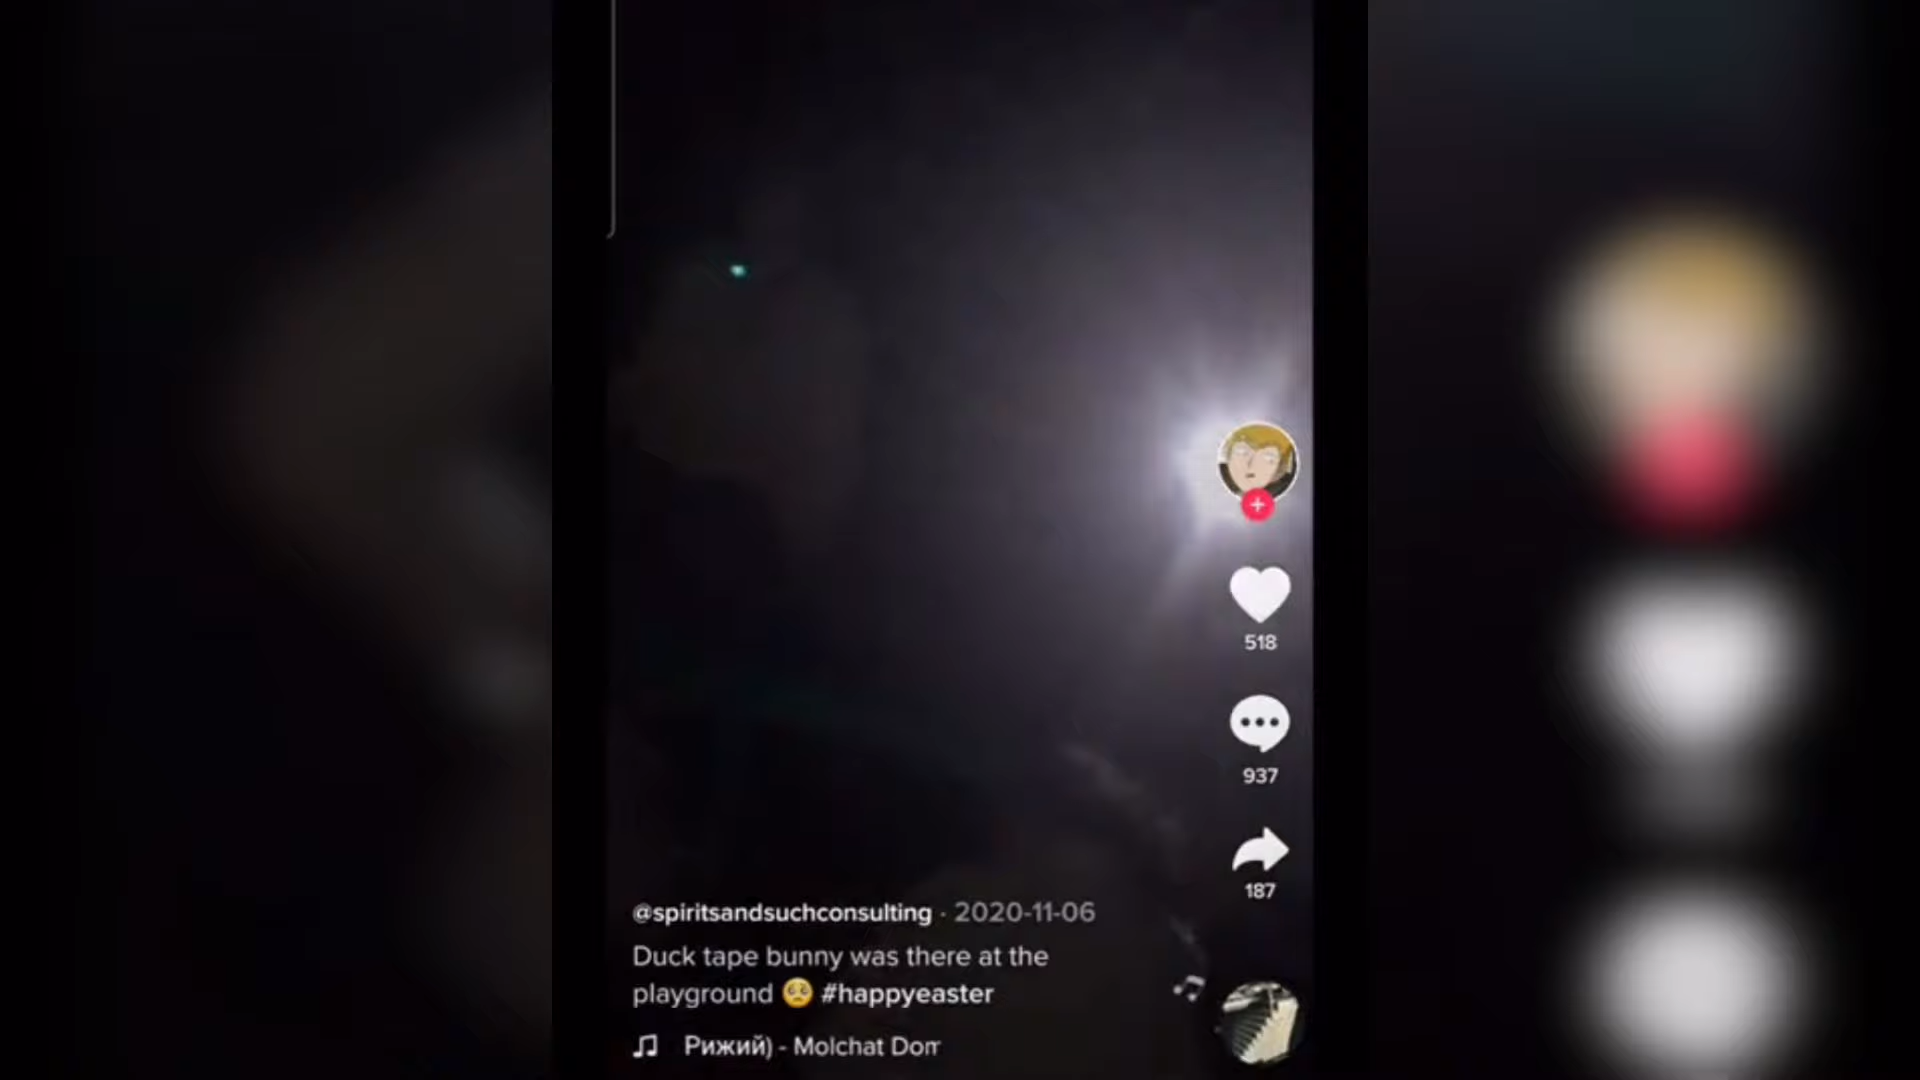 518
937
187
@spiritsandsuchconsulting · 2020-11-06
Duck tape bunny was there at the
playground 🥺 #happyeaster
Рижий) - Molchat Dom